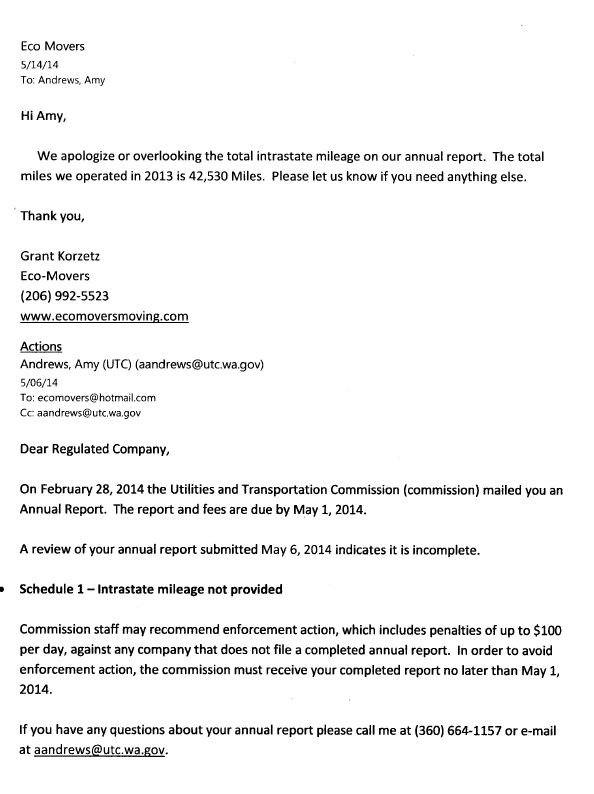 Eco Movers
5/14/14
To: Andrews, Amy
Hi Amy,
We apologize or overlooking the total intrastate mileage on our annual report.  The total
miles we operated in 2013 is 42,530 Miles.  Please let us know if you need anything else.
Thank you,
Grant Korzetz
Eco-Movers
(206) 992-5523
www.ecomoversmoving.com
Actions
Andrews, Amy (UTC) (aandrews@utc.wa.gov)
5/06/14
To: ecomovers@hotmail.com
Cc: aandrews@utc.wa.gov
Dear Regulated Company,
On February 28, 2014 the Utilities and Transportation Commission (commission) mailed you an
Annual Report.  The report and fees are due by May 1, 2014.
A review of your annual report submitted May 6, 2014 indicates it is incomplete.
• Schedule 1 – Intrastate mileage not provided
Commission staff may recommend enforcement action, which includes penalties of up to $100
per day, against any company that does not file a completed annual report.  In order to avoid
enforcement action, the commission must receive your completed report no later than May 1,
2014.
If you have any questions about your annual report please call me at (360) 664-1157 or e-mail
at aandrews@utc.wa.gov.